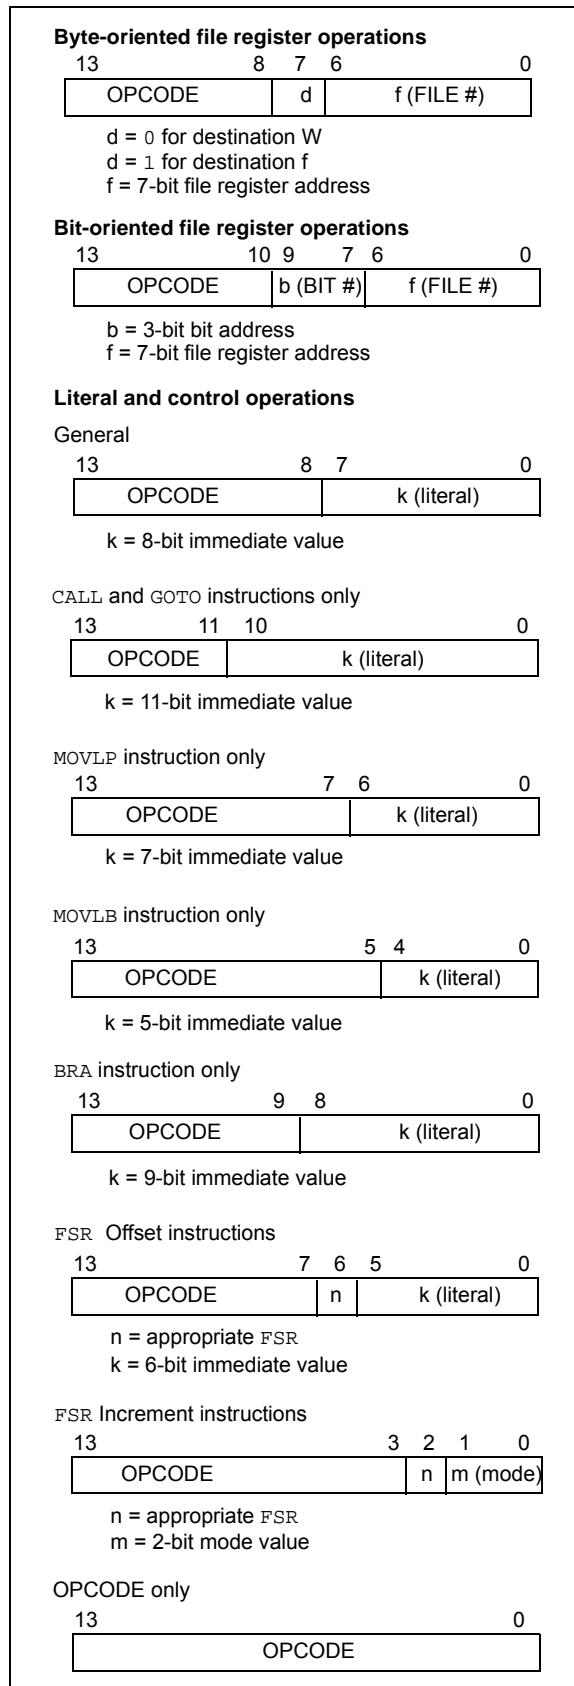 Byte-oriented file register operations
13 8 7 6 0
OPCODE d f (FILE #)
d = 0 for destination W
d = 1 for destination f
f = 7-bit file register address
Bit-oriented file register operations
13 10 9 7 6 0
OPCODE b (BIT #) f (FILE #)
b = 3-bit bit address
f = 7-bit file register address
Literal and control operations
General
13 8 7 0
OPCODE k (literal)
k = 8-bit immediate value
CALL and GOTO instructions only
13 11 10 0
OPCODE k (literal)
k = 11-bit immediate value
MOVLP instruction only
13 7 6 0
OPCODE k (literal)
k = 7-bit immediate value
MOVLB instruction only
13 5 4 0
OPCODE k (literal)
k = 5-bit immediate value
BRA instruction only
13 9 8 0
OPCODE k (literal)
k = 9-bit immediate value
FSR Offset instructions
13 7 6 5 0
OPCODE n k (literal)
n = appropriate FSR
k = 6-bit immediate value
FSR Increment instructions
13 3 2 1 0
OPCODE n m (mode)
n = appropriate FSR
m = 2-bit mode value
OPCODE only
13 0
OPCODE